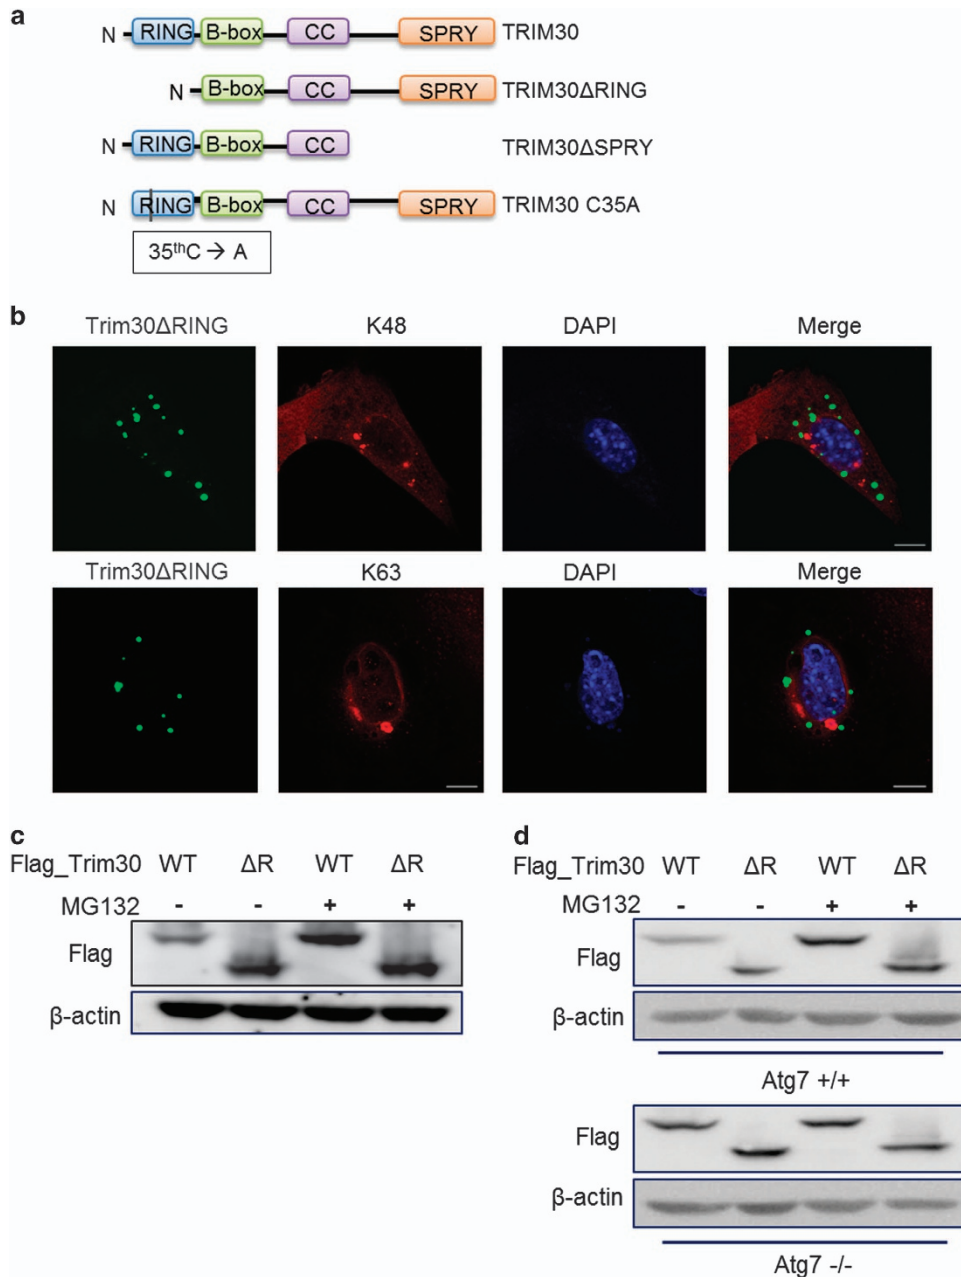 a
N RING B-box CC SPRY TRIM30
N B-box CC SPRY TRIM30ΔRING
N RING B-box CC TRIM30ΔSPRY
N RING B-box CC SPRY TRIM30 C35A
35thC → A
b
Trim30ΔRING K48 DAPI Merge
Trim30ΔRING K63 DAPI Merge
c
Flag_Trim30 WT ΔR WT ΔR
MG132 - - + +
Flag
β-actin
d
Flag_Trim30 WT ΔR WT ΔR
MG132 - - + +
Flag
β-actin
Atg7 +/+
Flag
β-actin
Atg7 -/-